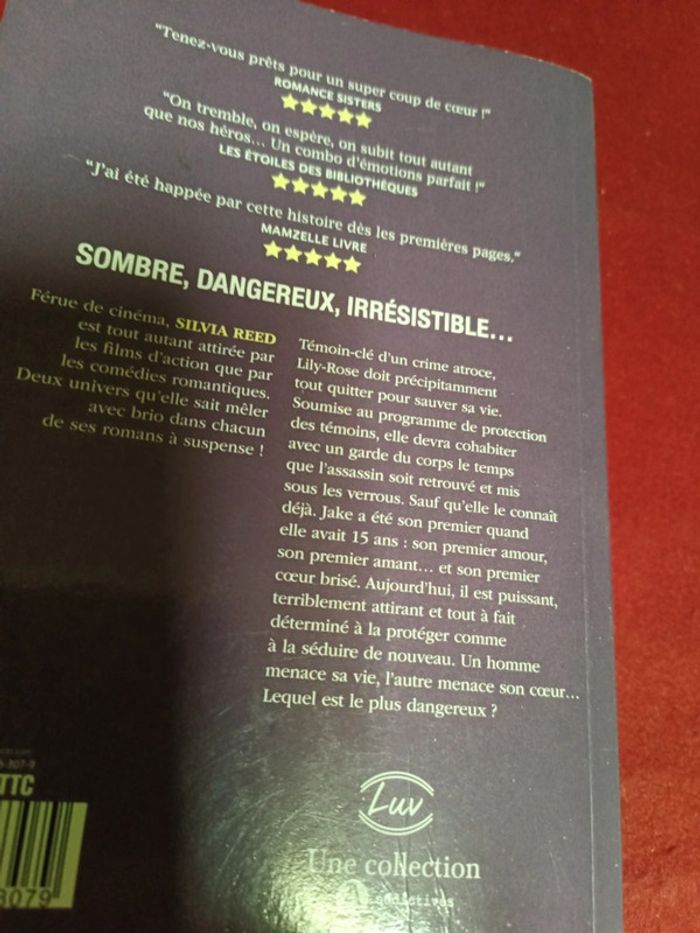 “Tenez-vous prêts pour un super coup de cœur !”
ROMANCE SISTERS
“On tremble, on espère, on subit tout autant
que nos héros... Un combo d'émotions parfait !”
LES ÉTOILES DES BIBLIOTHÈQUES
“J'ai été happée par cette histoire dès les premières pages.”
MAMZELLE LIVRE
SOMBRE, DANGEREUX, IRRÉSISTIBLE...
Férue de cinéma, SILVIA REED
est tout autant attirée par
les films d'action que par
les comédies romantiques.
Deux univers qu'elle sait mêler
avec brio dans chacun
de ses romans à suspense !
Témoin-clé d'un crime atroce,
Lily-Rose doit précipitamment
tout quitter pour sauver sa vie.
Soumise au programme de protection
des témoins, elle devra cohabiter
avec un garde du corps le temps
que l'assassin soit retrouvé et mis
sous les verrous. Sauf qu'elle le connaît
déjà. Jake a été son premier quand
elle avait 15 ans : son premier amour,
son premier amant... et son premier
cœur brisé. Aujourd'hui, il est puissant,
terriblement attirant et tout à fait
déterminé à la protéger comme
à la séduire de nouveau. Un homme
menace sa vie, l'autre menace son cœur...
Lequel est le plus dangereux ?
-307-9
TTC
3079
Luv
Une collection
addictives